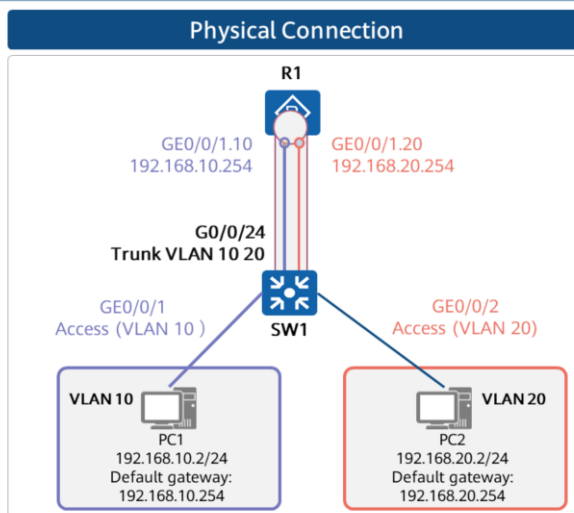 Physical Connection
R1
GE0/0/1.10
192.168.10.254
GE0/0/1.20
192.168.20.254
G0/0/24
Trunk VLAN 10 20
GE0/0/1
Access (VLAN 10 )
SW1
GE0/0/2
Access (VLAN 20)
VLAN 10
PC1
192.168.10.2/24
Default gateway:
192.168.10.254
VLAN 20
PC2
192.168.20.2/24
Default gateway:
192.168.20.254